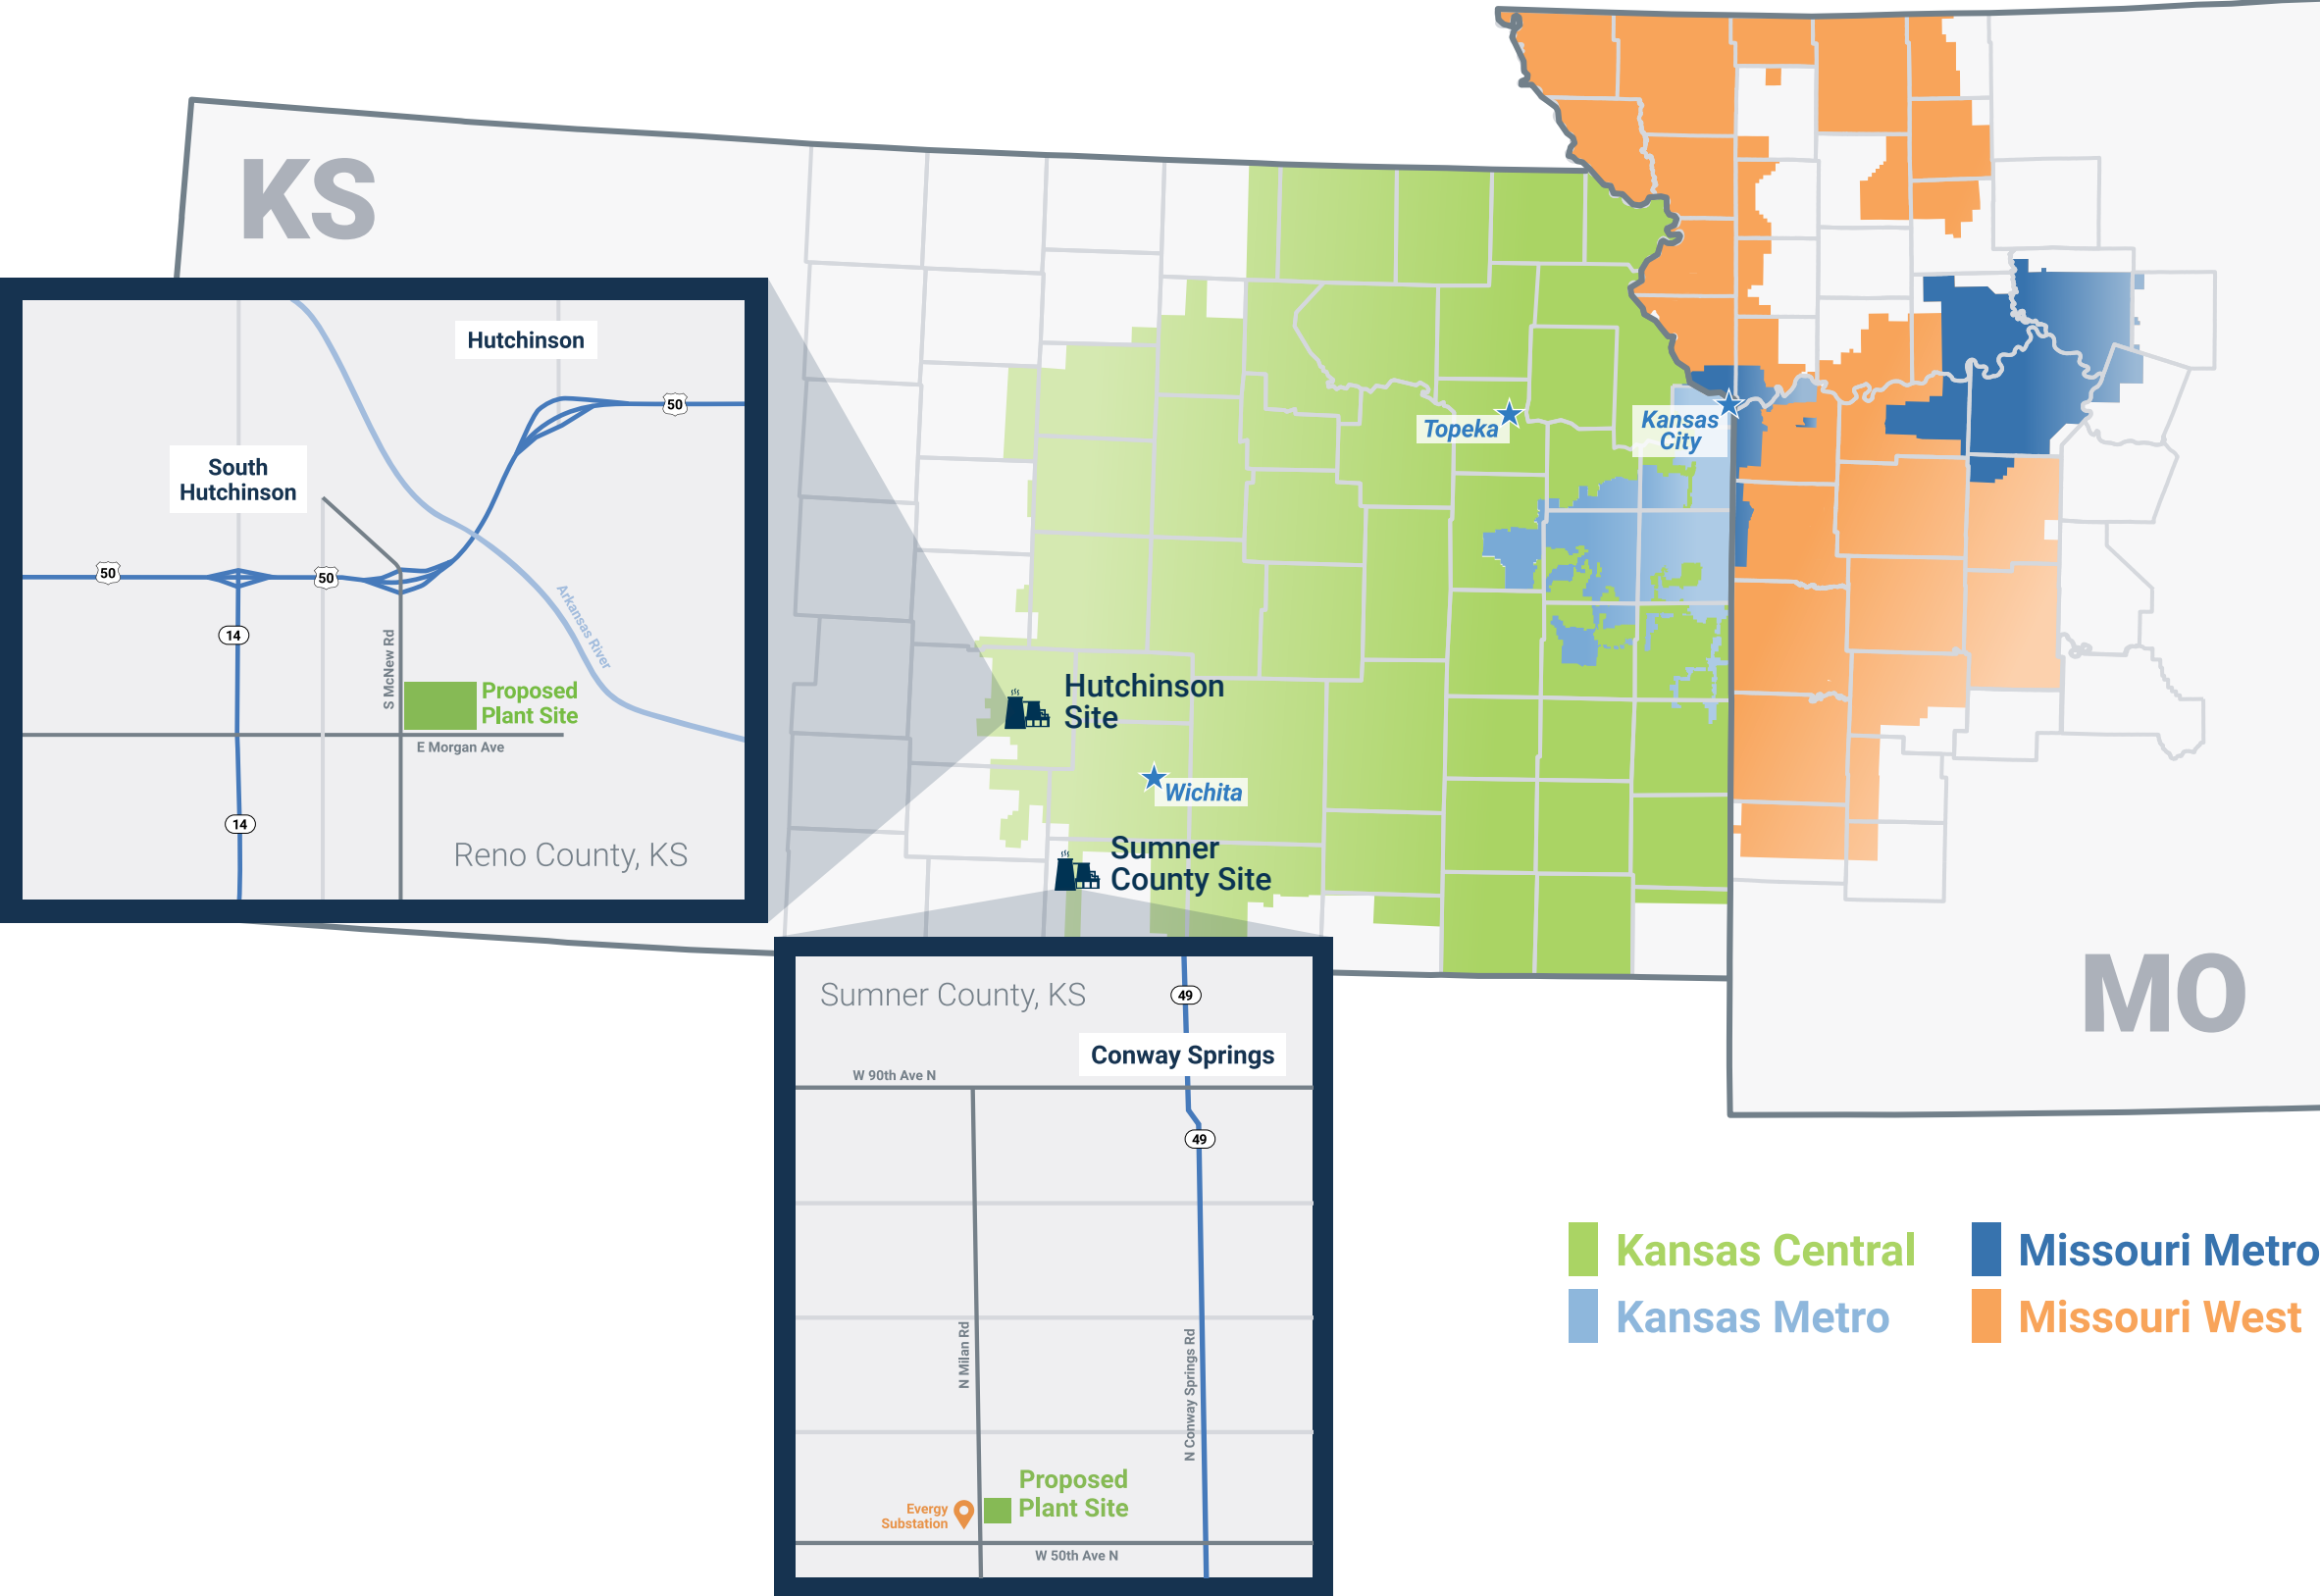 KS
Hutchinson
50
South
Hutchinson
50
50
14
Arkansas River
S McNew Rd
Proposed
Plant Site
E Morgan Ave
14
Reno County, KS
Topeka
Kansas
City
Hutchinson
Site
Wichita
Sumner
County Site
MO
Sumner County, KS
49
Conway Springs
W 90th Ave N
49
N Milan Rd
N Conway Springs Rd
Proposed
Plant Site
Evergy
Substation
W 50th Ave N
Kansas Central
Missouri Metro
Kansas Metro
Missouri West